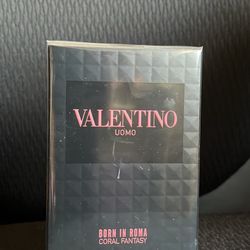 VALENTINO
UOMO
BORN IN ROMA
CORAL FANTASY